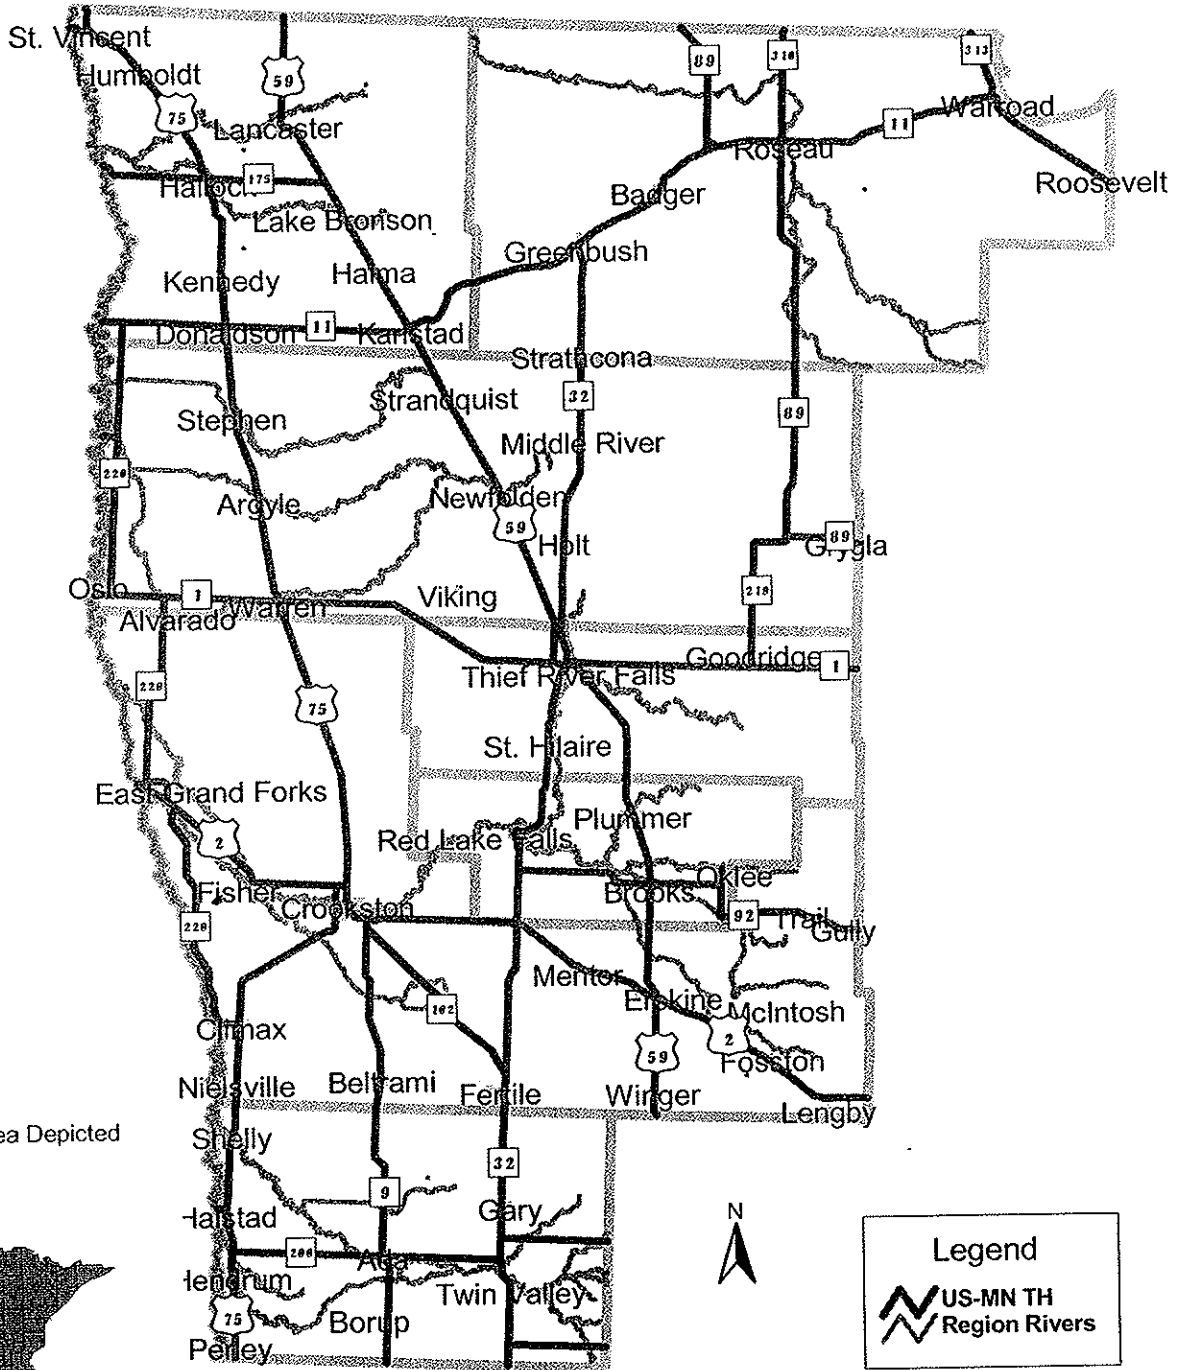 St. Vincent
Humboldt
59
89
310
313
75
Lancaster
Warroad
11
Roseau
Hallock
175
Badger
Roosevelt
Lake Bronson
Greenbush
Kennedy
Halma
Donaldson
11
Karlstad
Strathcona
Strandquist
32
89
Stephen
Middle River
220
Argyle
Newfolden
59
Holt
89
Grygla
Oslo
1
Warren
Viking
219
Alvarado
Goodridge
1
220
Thief River Falls
75
St. Hilaire
East Grand Forks
2
Plummer
Red Lake Falls
Fisher
Brooks
Oklee
Crookston
220
92
Trail
Gully
Mentor
Erskine
102
McIntosh
Climax
2
59
Fosston
Nielsville
Beltrami
Fertile
Winger
Lengby
ea Depicted
Shelly
32
9
Halstad
Gary
N
200
Ada
Legend
Hendrum
Twin Valley
US-MN TH
75
Borup
Region Rivers
Perley